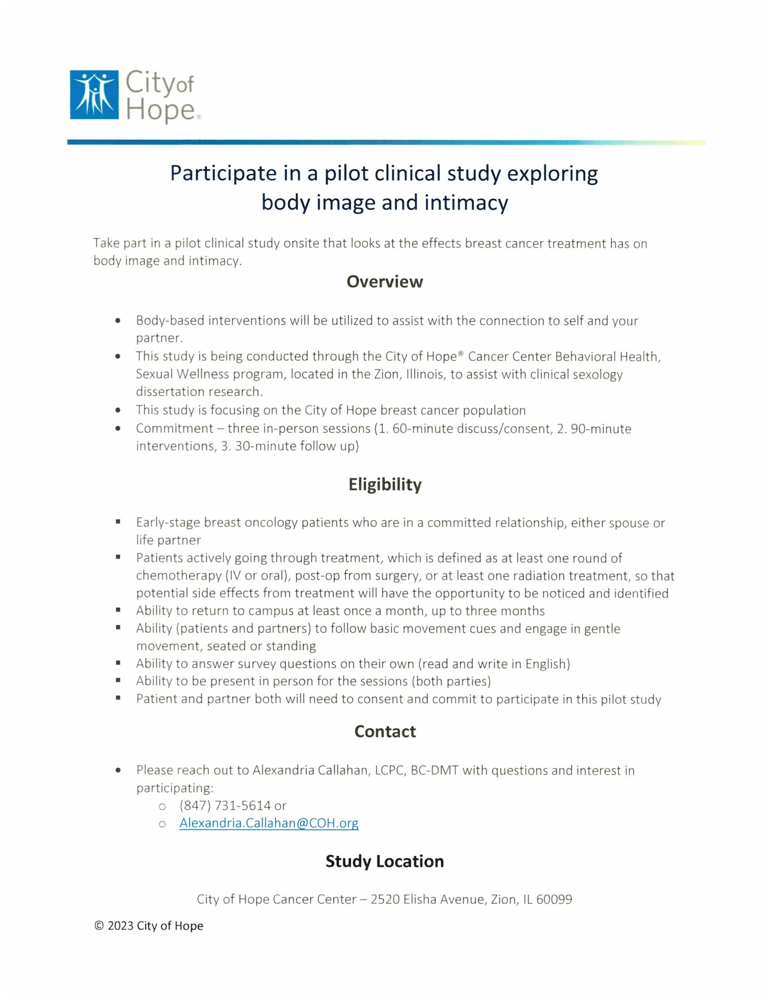 City of
Hope®
Participate in a pilot clinical study exploring
body image and intimacy
Take part in a pilot clinical study onsite that looks at the effects breast cancer treatment has on
body image and intimacy.
Overview
• Body-based interventions will be utilized to assist with the connection to self and your
partner.
• This study is being conducted through the City of Hope® Cancer Center Behavioral Health,
Sexual Wellness program, located in the Zion, Illinois, to assist with clinical sexology
dissertation research.
• This study is focusing on the City of Hope breast cancer population
• Commitment – three in-person sessions (1. 60-minute discuss/consent, 2. 90-minute
interventions, 3. 30-minute follow up)
Eligibility
▪ Early-stage breast oncology patients who are in a committed relationship, either spouse or
life partner
▪ Patients actively going through treatment, which is defined as at least one round of
chemotherapy (IV or oral), post-op from surgery, or at least one radiation treatment, so that
potential side effects from treatment will have the opportunity to be noticed and identified
▪ Ability to return to campus at least once a month, up to three months
▪ Ability (patients and partners) to follow basic movement cues and engage in gentle
movement, seated or standing
▪ Ability to answer survey questions on their own (read and write in English)
▪ Ability to be present in person for the sessions (both parties)
▪ Patient and partner both will need to consent and commit to participate in this pilot study
Contact
• Please reach out to Alexandria Callahan, LCPC, BC-DMT with questions and interest in
participating:
o (847) 731-5614 or
o Alexandria.Callahan@COH.org
Study Location
City of Hope Cancer Center – 2520 Elisha Avenue, Zion, IL 60099
© 2023 City of Hope